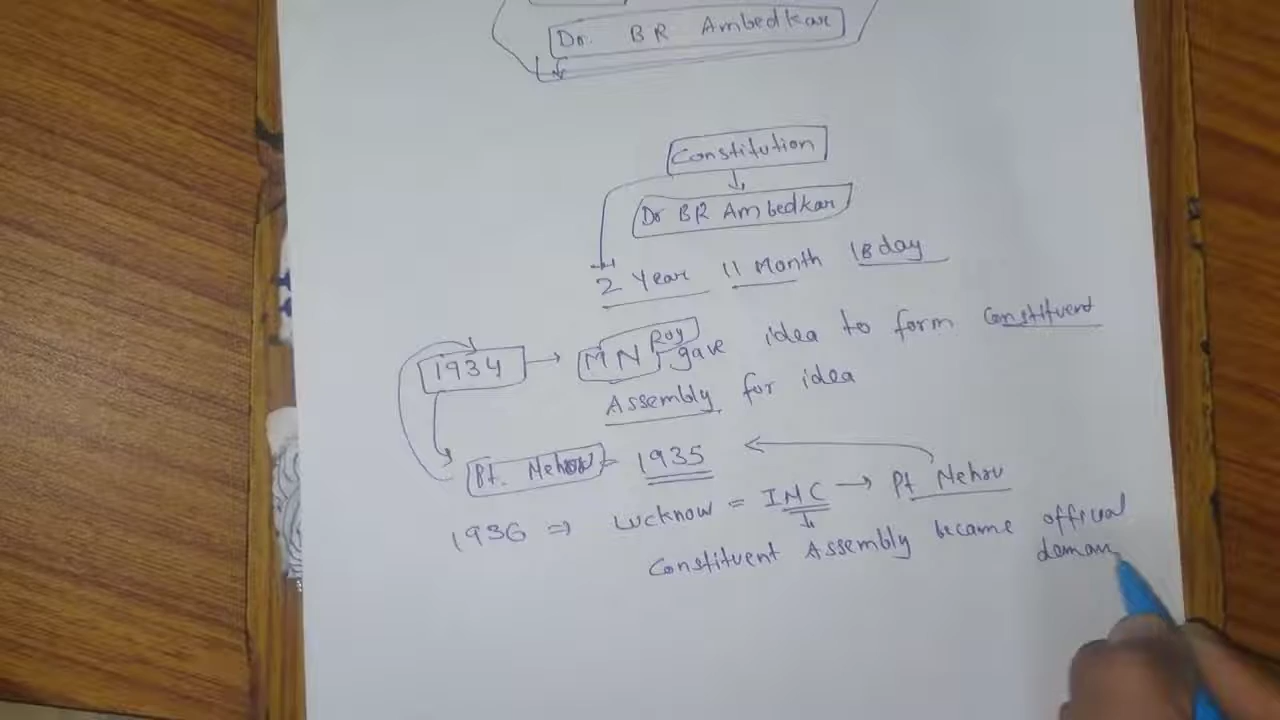 Dr. BR Ambedkar
Constitution
Dr BR Ambedkar
2 Year 11 Month 18 day
1934 → MN Roy gave idea to form Constituent
Assembly for idea
Pt. Nehru = 1935
1936 ⇒ Lucknow = INC → Pt Nehru
Constituent Assembly became offical
deman